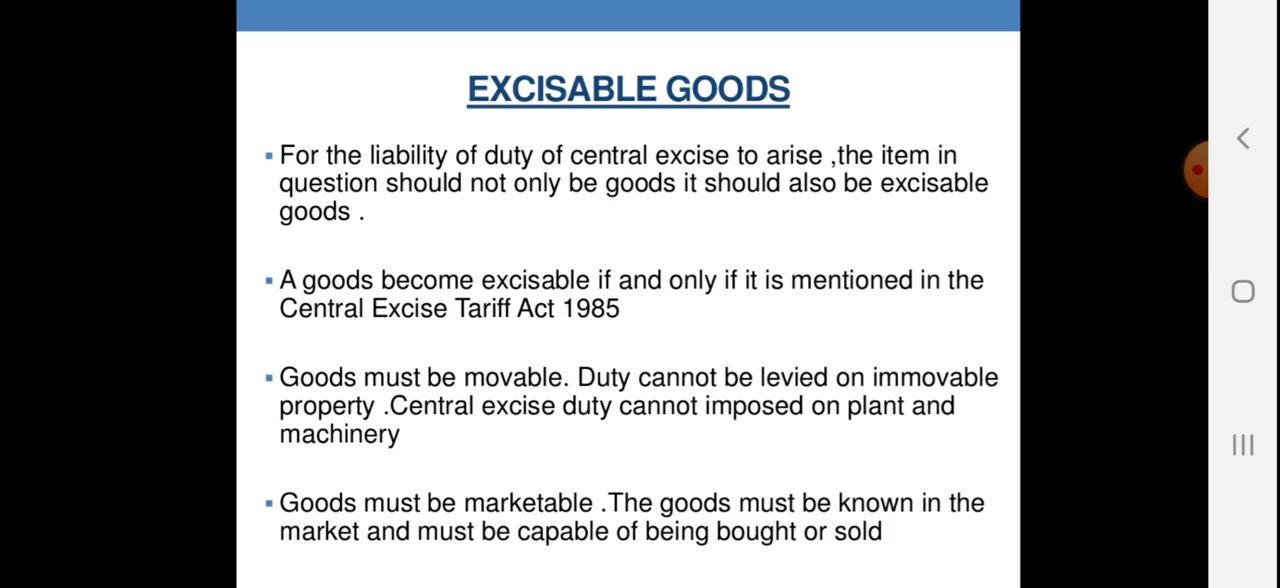 EXCISABLE GOODS
▪ For the liability of duty of central excise to arise ,the item in
question should not only be goods it should also be excisable
goods .
▪ A goods become excisable if and only if it is mentioned in the
Central Excise Tariff Act 1985
▪ Goods must be movable. Duty cannot be levied on immovable
property .Central excise duty cannot imposed on plant and
machinery
▪ Goods must be marketable .The goods must be known in the
market and must be capable of being bought or sold